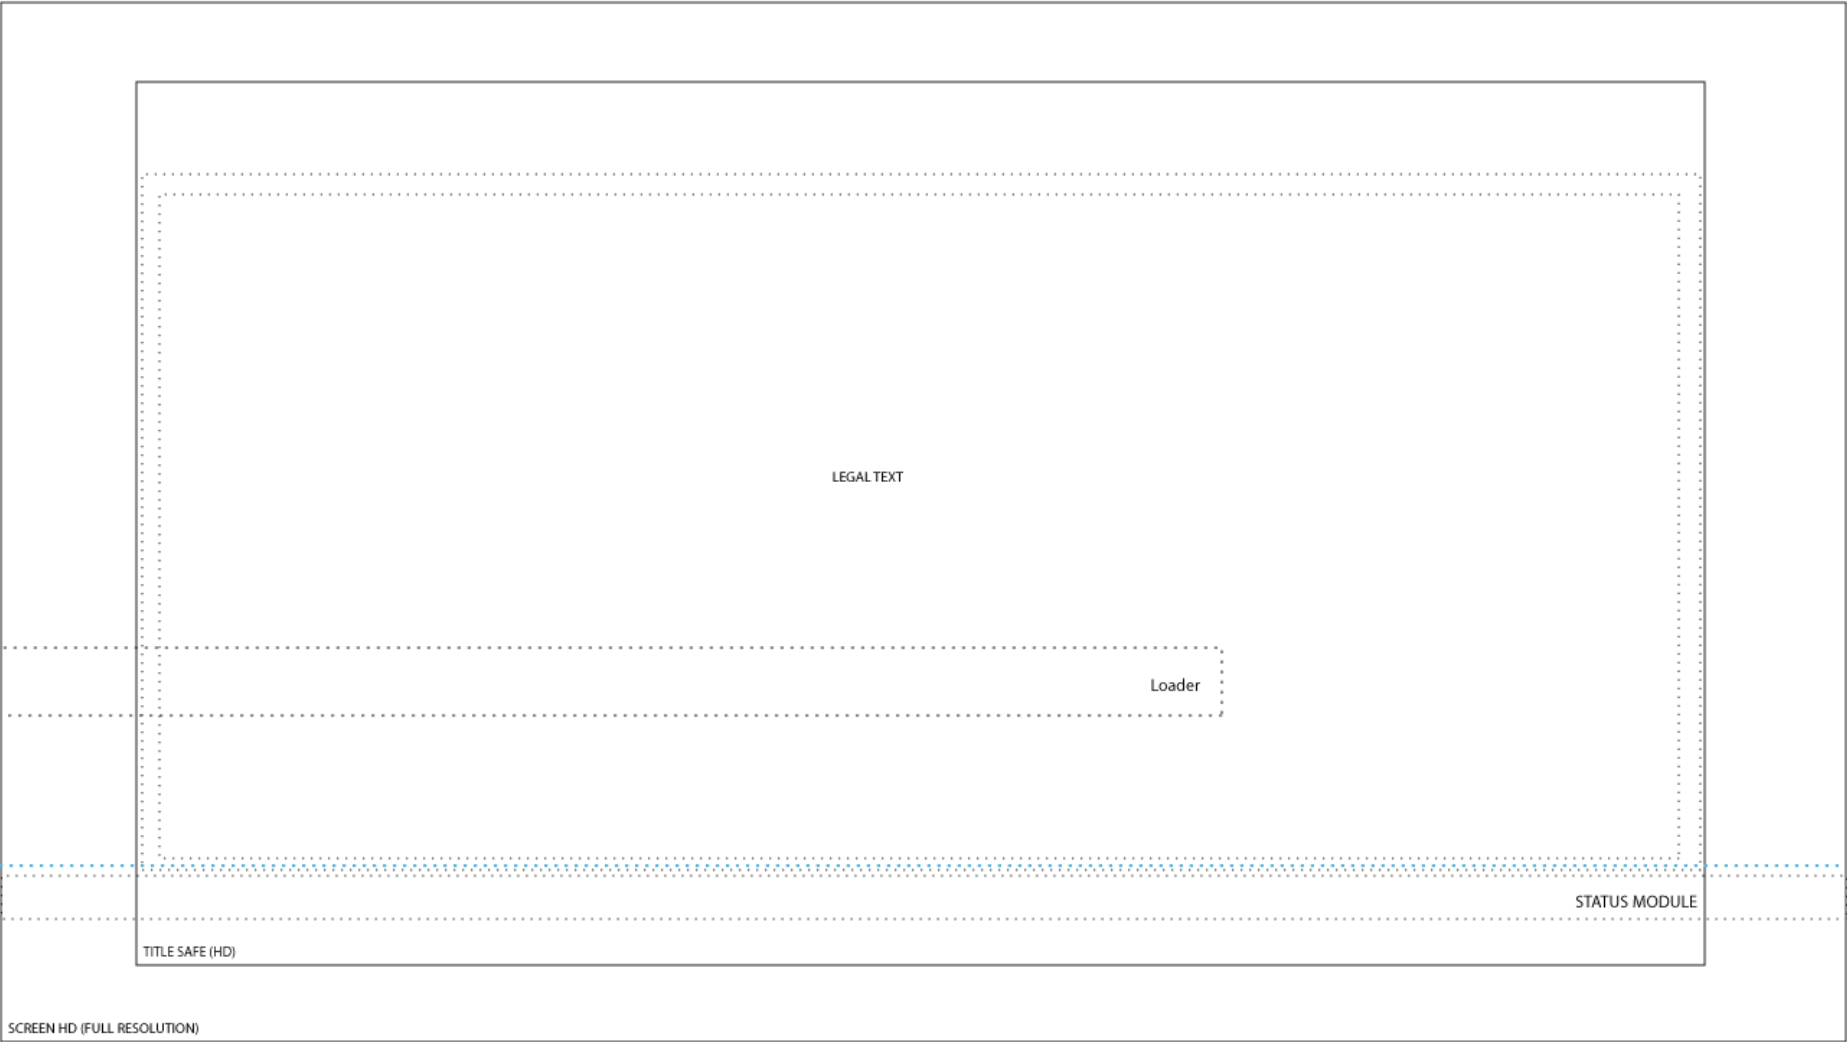 LEGAL TEXT
Loader
STATUS MODULE
TITLE SAFE (HD)
SCREEN HD (FULL RESOLUTION)